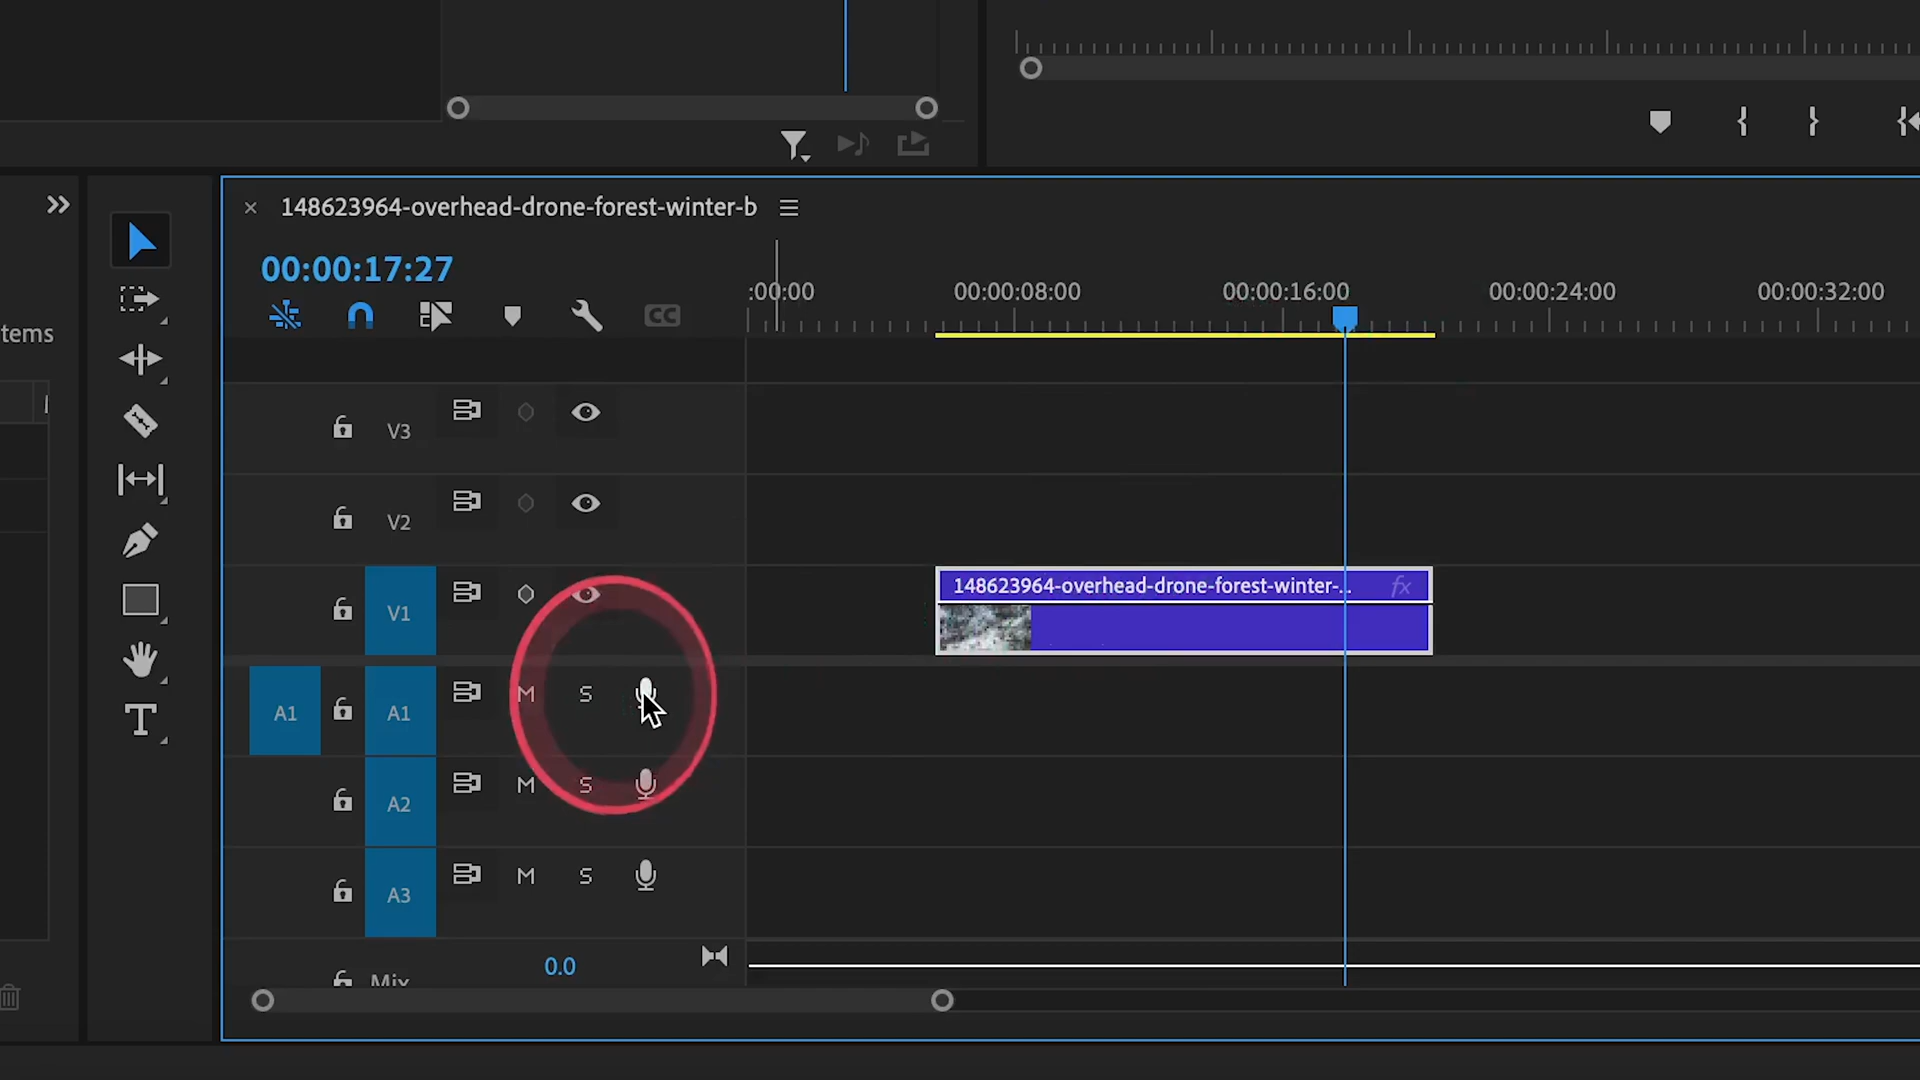 148623964-overhead-drone-forest-winter-b
00:00:17:27
:00:00
00:00:08:00
00:00:16:00
00:00:24:00
00:00:32:00
CC
tems
V3
V2
V1
148623964-overhead-drone-forest-winter-...
fx
A1
A1
M
S
A2
M
S
A3
M
S
Mix
0.0
T